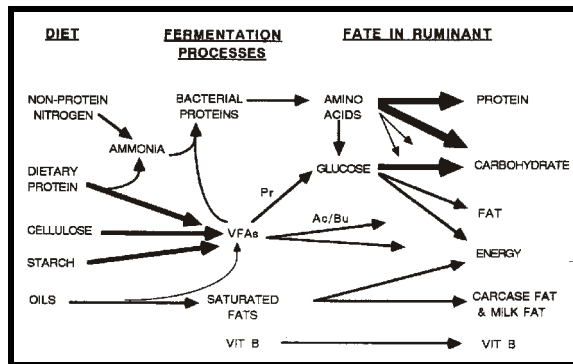 DIET
FERMENTATION
PROCESSES
FATE IN RUMINANT
NON-PROTEIN
NITROGEN
BACTERIAL
PROTEINS
AMINO
ACIDS
PROTEIN
AMMONIA
DIETARY
PROTEIN
GLUCOSE
CARBOHYDRATE
Pr
FAT
CELLULOSE
VFAs
Ac/Bu
ENERGY
STARCH
OILS
SATURATED
FATS
CARCASE FAT
& MILK FAT
VIT B
VIT B